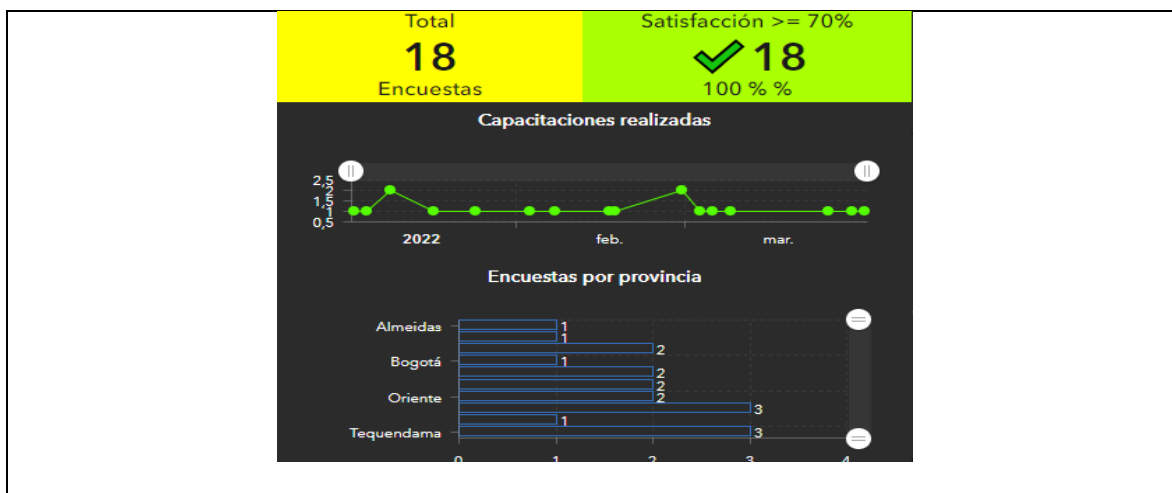 Total
18
Encuestas
Satisfacción >= 70%
18
100 % %
Capacitaciones realizadas
2,5
2
1,5
1
0,5
2022
feb.
mar.
Encuestas por provincia
Almeidas
1
1
2
Bogotá
1
2
2
Oriente
2
3
1
Tequendama
3
0
1
2
3
4